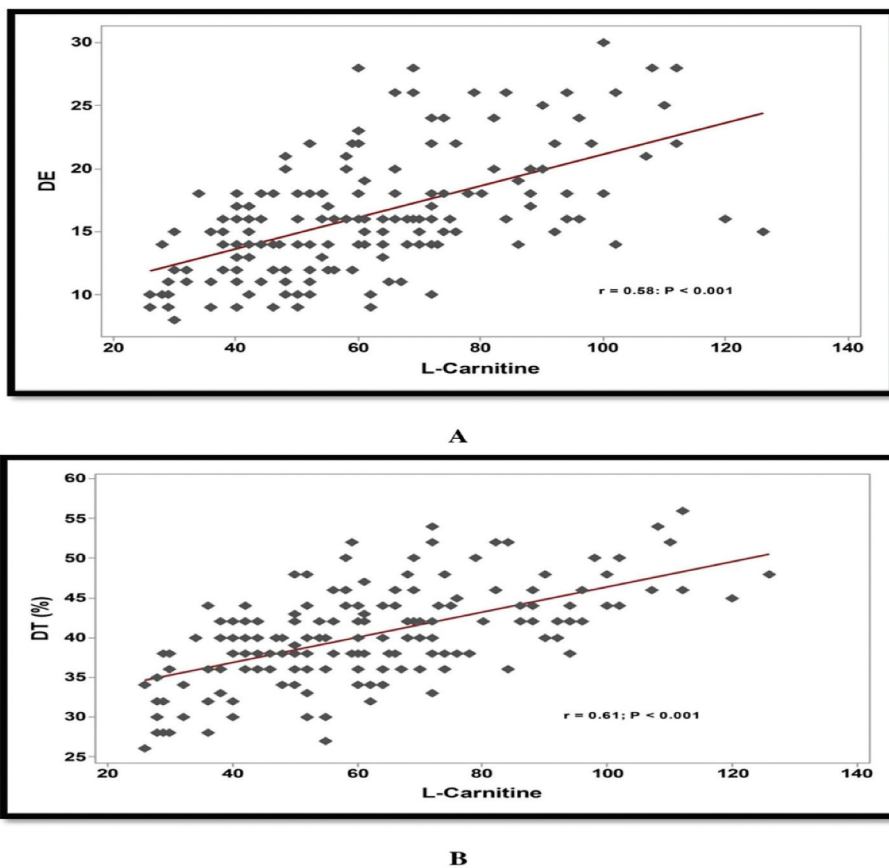 30
25
DE
20
15
r = 0.58: P < 0.001
10
20 40 60 80 100 120 140
L-Carnitine
A
60
55
50
DT (%)
45
40
35
r = 0.61; P < 0.001
30
25
20 40 60 80 100 120 140
L-Carnitine
B